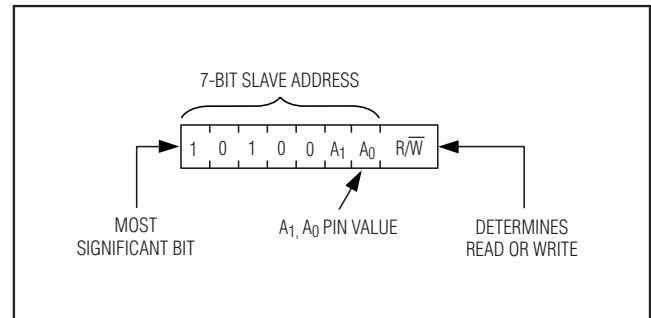 7-BIT SLAVE ADDRESS
1 0 1 0 0 A1 A0 R/W̅
MOST
SIGNIFICANT BIT
A1, A0 PIN VALUE
DETERMINES
READ OR WRITE